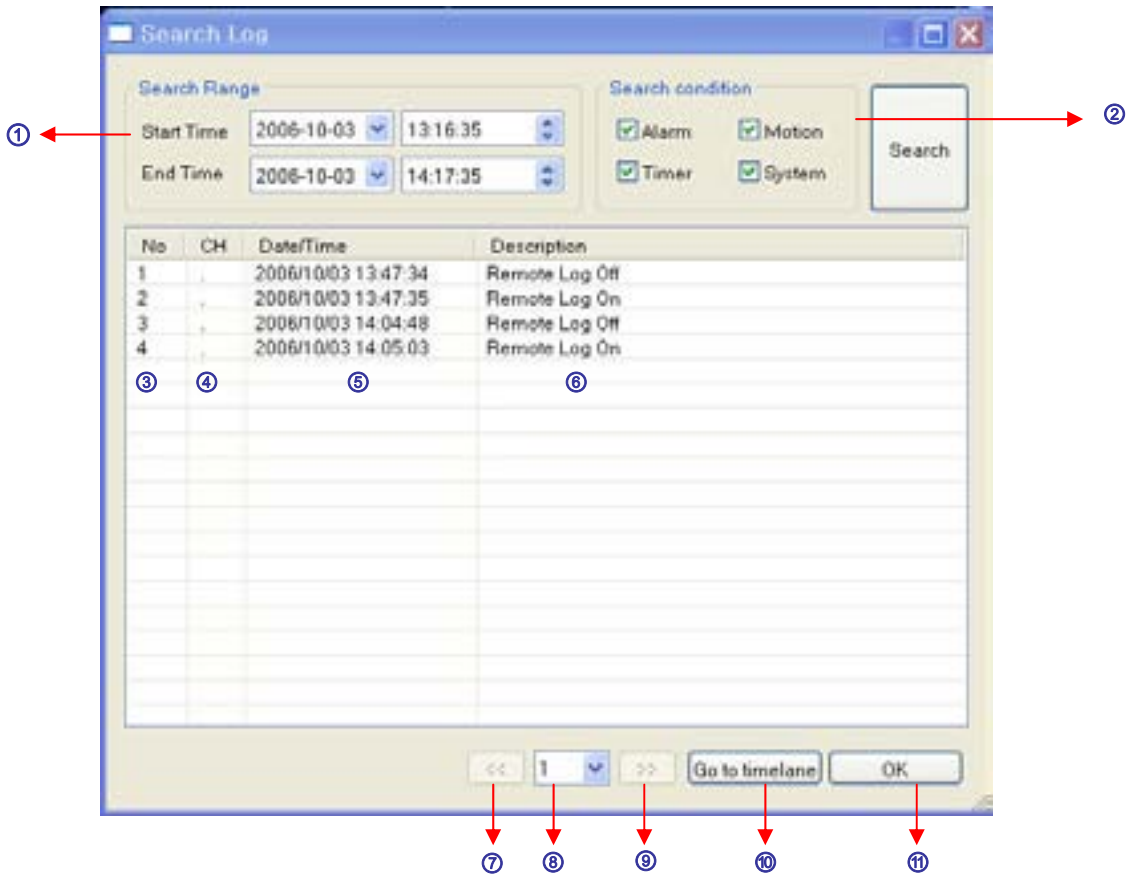 Search Log
Search Range
Search condition
① Start Time 2006-10-03 13:16:35
Alarm Motion
②
Search
End Time 2006-10-03 14:17:35
Timer System
No CH Date/Time Description
1 , 2006/10/03 13:47:34 Remote Log Off
2 , 2006/10/03 13:47:35 Remote Log On
3 , 2006/10/03 14:04:48 Remote Log Off
4 , 2006/10/03 14:05:03 Remote Log On
③ ④ ⑤ ⑥
<< 1 >> Go to timelane OK
⑦ ⑧ ⑨ ⑩ ⑪